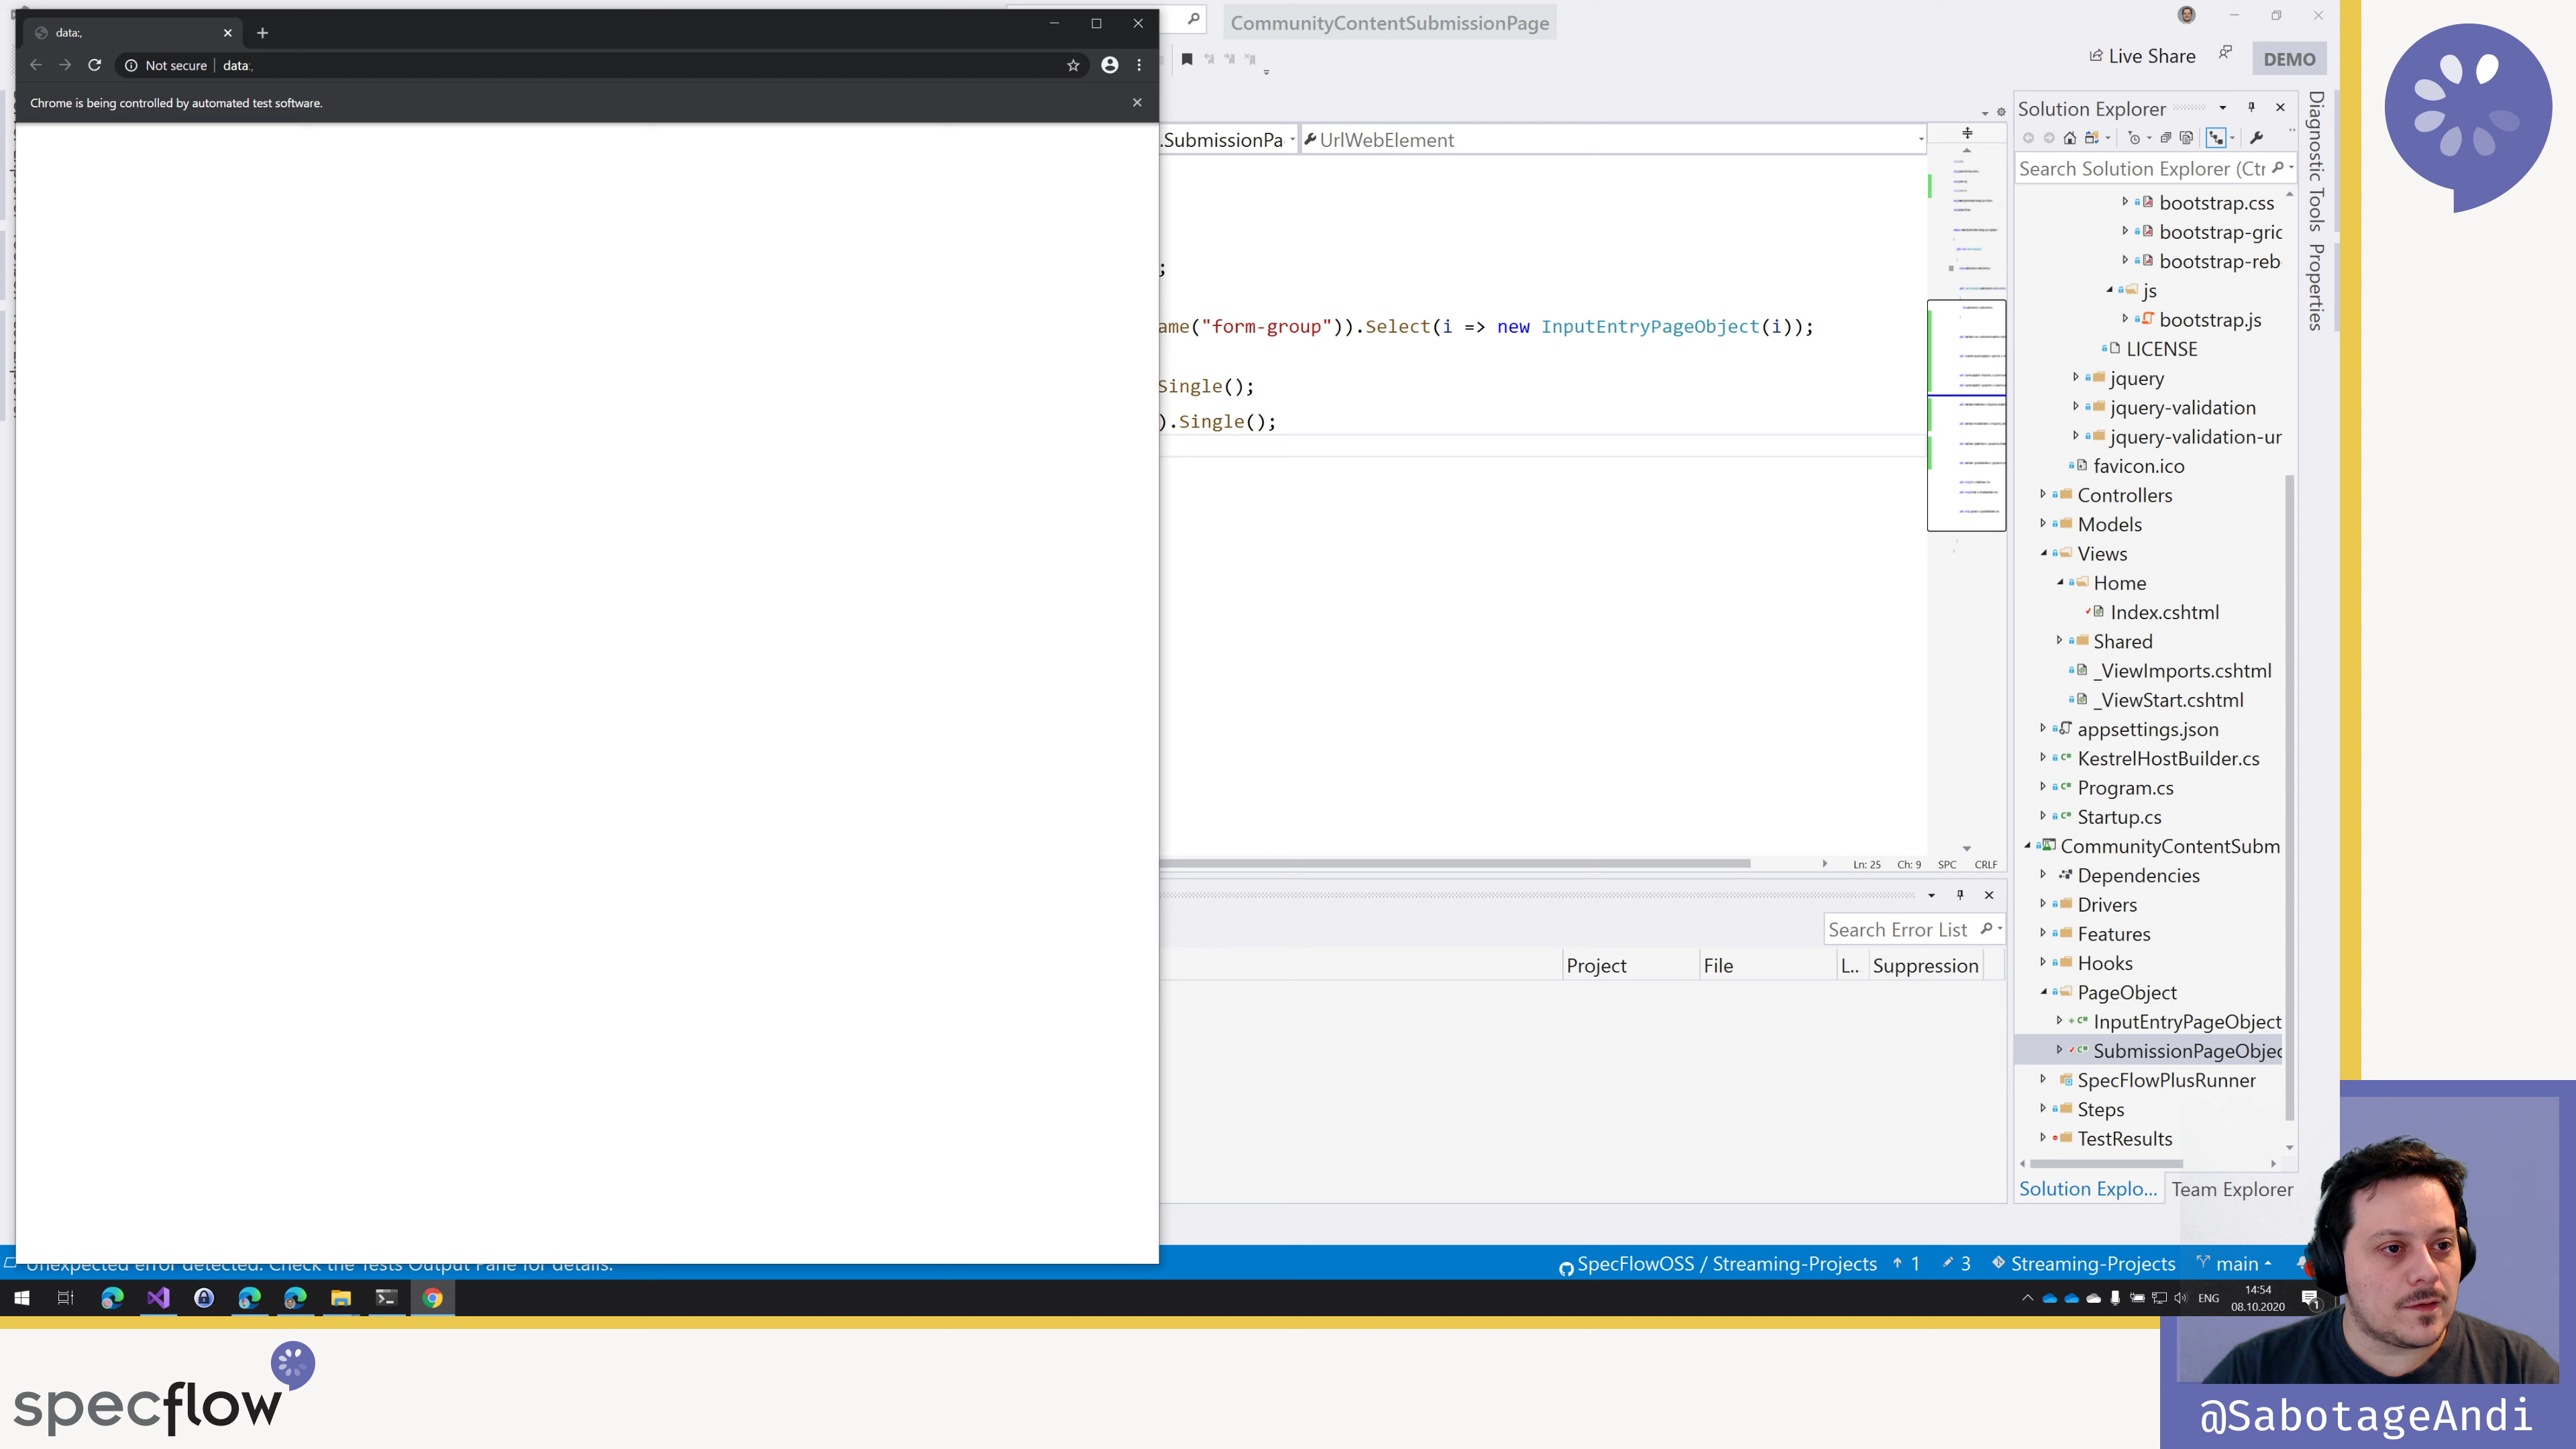 data:,
CommunityContentSubmissionPage
Not secure
data:,
Live Share
DEMO
Chrome is being controlled by automated test software.
.SubmissionPa
UrlWebElement
;
ame("form-group")).Select(i => new InputEntryPageObject(i));
Single();
).Single();
Ln: 25
Ch: 9
SPC
CRLF
Search Error List
Project
File
L..
Suppression
Solution Explorer
Search Solution Explorer (Ctr
bootstrap.css
bootstrap-gric
bootstrap-reb
js
bootstrap.js
LICENSE
jquery
jquery-validation
jquery-validation-ur
favicon.ico
Controllers
Models
Views
Home
Index.cshtml
Shared
_ViewImports.cshtml
_ViewStart.cshtml
appsettings.json
KestrelHostBuilder.cs
Program.cs
Startup.cs
CommunityContentSubm
Dependencies
Drivers
Features
Hooks
PageObject
InputEntryPageObject
SubmissionPageObjec
SpecFlowPlusRunner
Steps
TestResults
Solution Explo...
Team Explorer
Diagnostic Tools
Properties
Unexpected error detected. Check the Tests Output Pane for details.
SpecFlowOSS / Streaming-Projects
1
3
Streaming-Projects
main
ENG
14:54
08.10.2020
1
specflow
@SabotageAndi